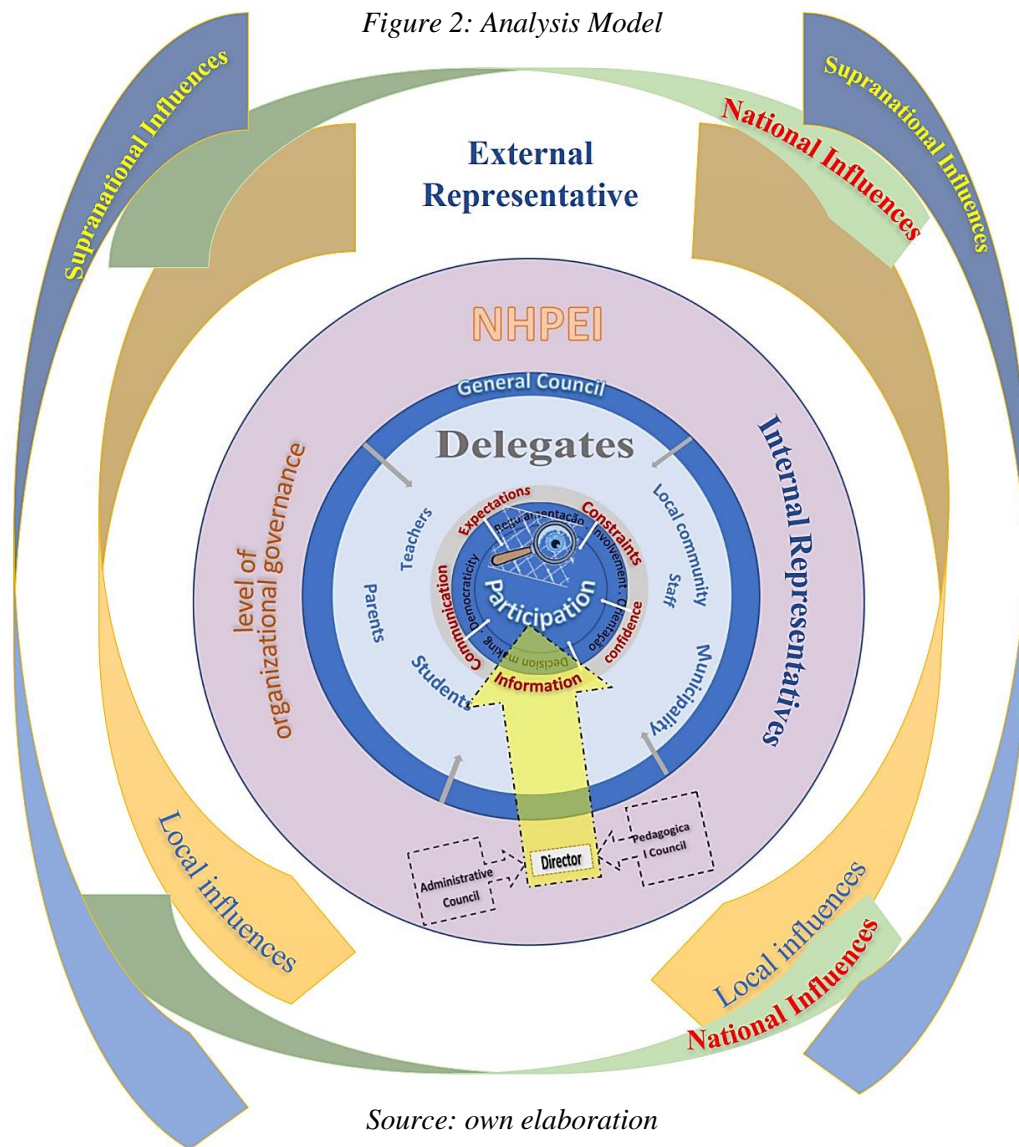 Figure 2: Analysis Model
Supranational Influences
Supranational Influences
National Influences
External
Representative
NHPEI
General Council
Delegates
level of
organizational governance
Internal Representatives
Teachers
Parents
Students
Local community
Staff
Municipality
Expectations
Constraints
confidence
Information
Communication
Regulamentação
Involvement .
Orientação
Decision making
. Democraticity
Participation
Director
Administrative
Council
Pedagogica
l Council
Local influences
Local influences
National Influences
Source: own elaboration